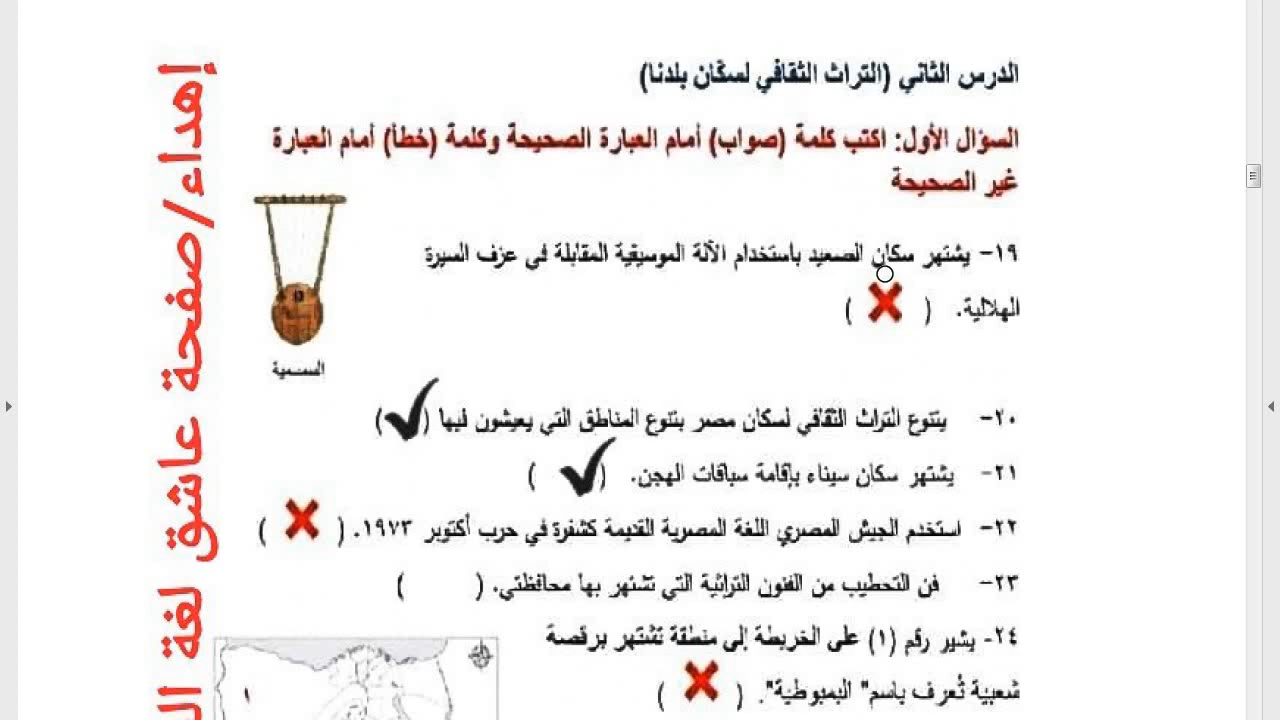 الدرس الثاني (التراث الثقافي لسكّان بلدنا)
السؤال الأول: اكتب كلمة (صواب) أمام العبارة الصحيحة وكلمة (خطأ) أمام العبارة
غير الصحيحة
١٩- يشتهر سكان الصعيد باستخدام الآلة الموسيقية المقابلة في عزف السيرة
الهلالية. ( )
السمسمية
٢٠- يتنوع التراث الثقافي لسكان مصر بتنوع المناطق التي يعيشون فيها ( )
٢١- يشتهر سكان سيناء بإقامة سباقات الهجن. ( )
٢٢- استخدم الجيش المصري اللغة المصرية القديمة كشفرة في حرب أكتوبر ١٩٧٣. ( )
٢٣- فن التحطيب من الفنون التراثية التي تشتهر بها محافظتي. ( )
٢٤- يشير رقم (١) على الخريطة إلى منطقة تشتهر برقصة
شعبية تُعرف باسم" البمبوطية". ( )
١
إهداء/صفحة عاشق لغة